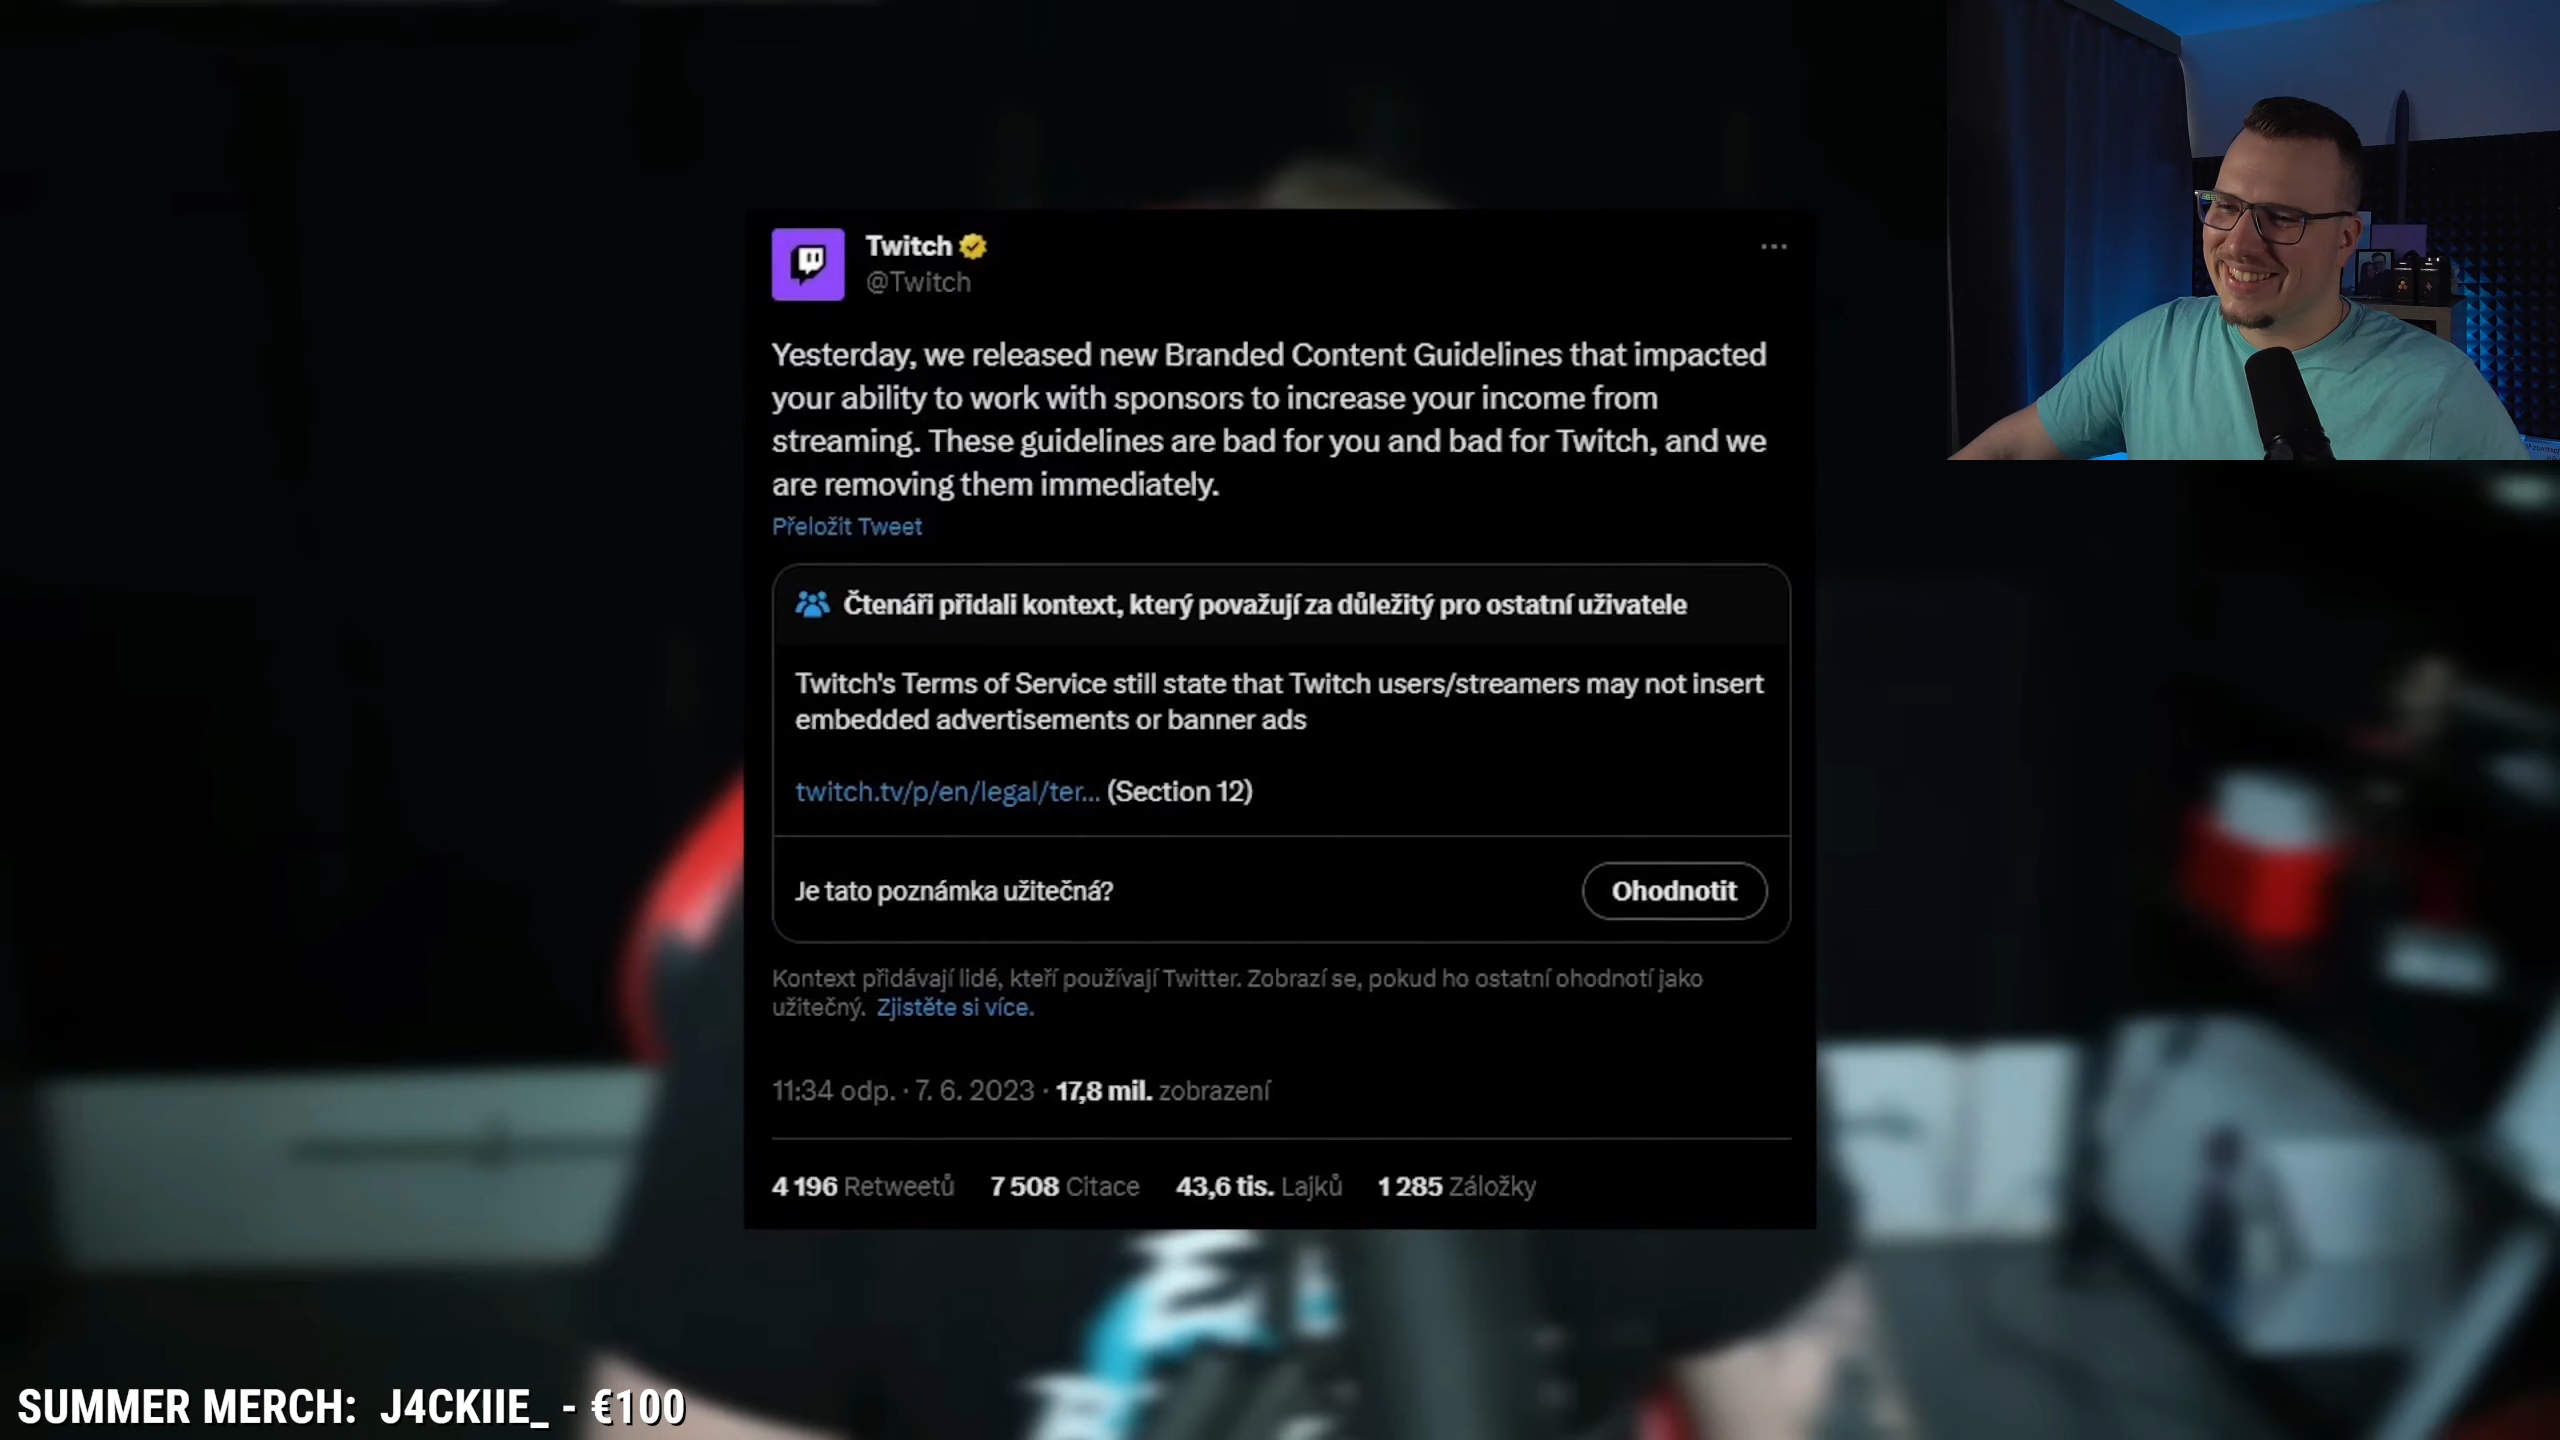 Twitch
@Twitch
Yesterday, we released new Branded Content Guidelines that impacted
your ability to work with sponsors to increase your income from
streaming. These guidelines are bad for you and bad for Twitch, and we
are removing them immediately.
Přeložit Tweet
Čtenáři přidali kontext, který považují za důležitý pro ostatní uživatele
Twitch's Terms of Service still state that Twitch users/streamers may not insert
embedded advertisements or banner ads
twitch.tv/p/en/legal/ter... (Section 12)
Je tato poznámka užitečná?
Ohodnotit
Kontext přidávají lidé, kteří používají Twitter. Zobrazí se, pokud ho ostatní ohodnotí jako
užitečný. Zjistěte si více.
11:34 odp. · 7. 6. 2023 · 17,8 mil. zobrazení
4 196 Retweetů 7 508 Citace 43,6 tis. Lajků 1 285 Záložky
SUMMER MERCH: J4CKIIE_ - €100